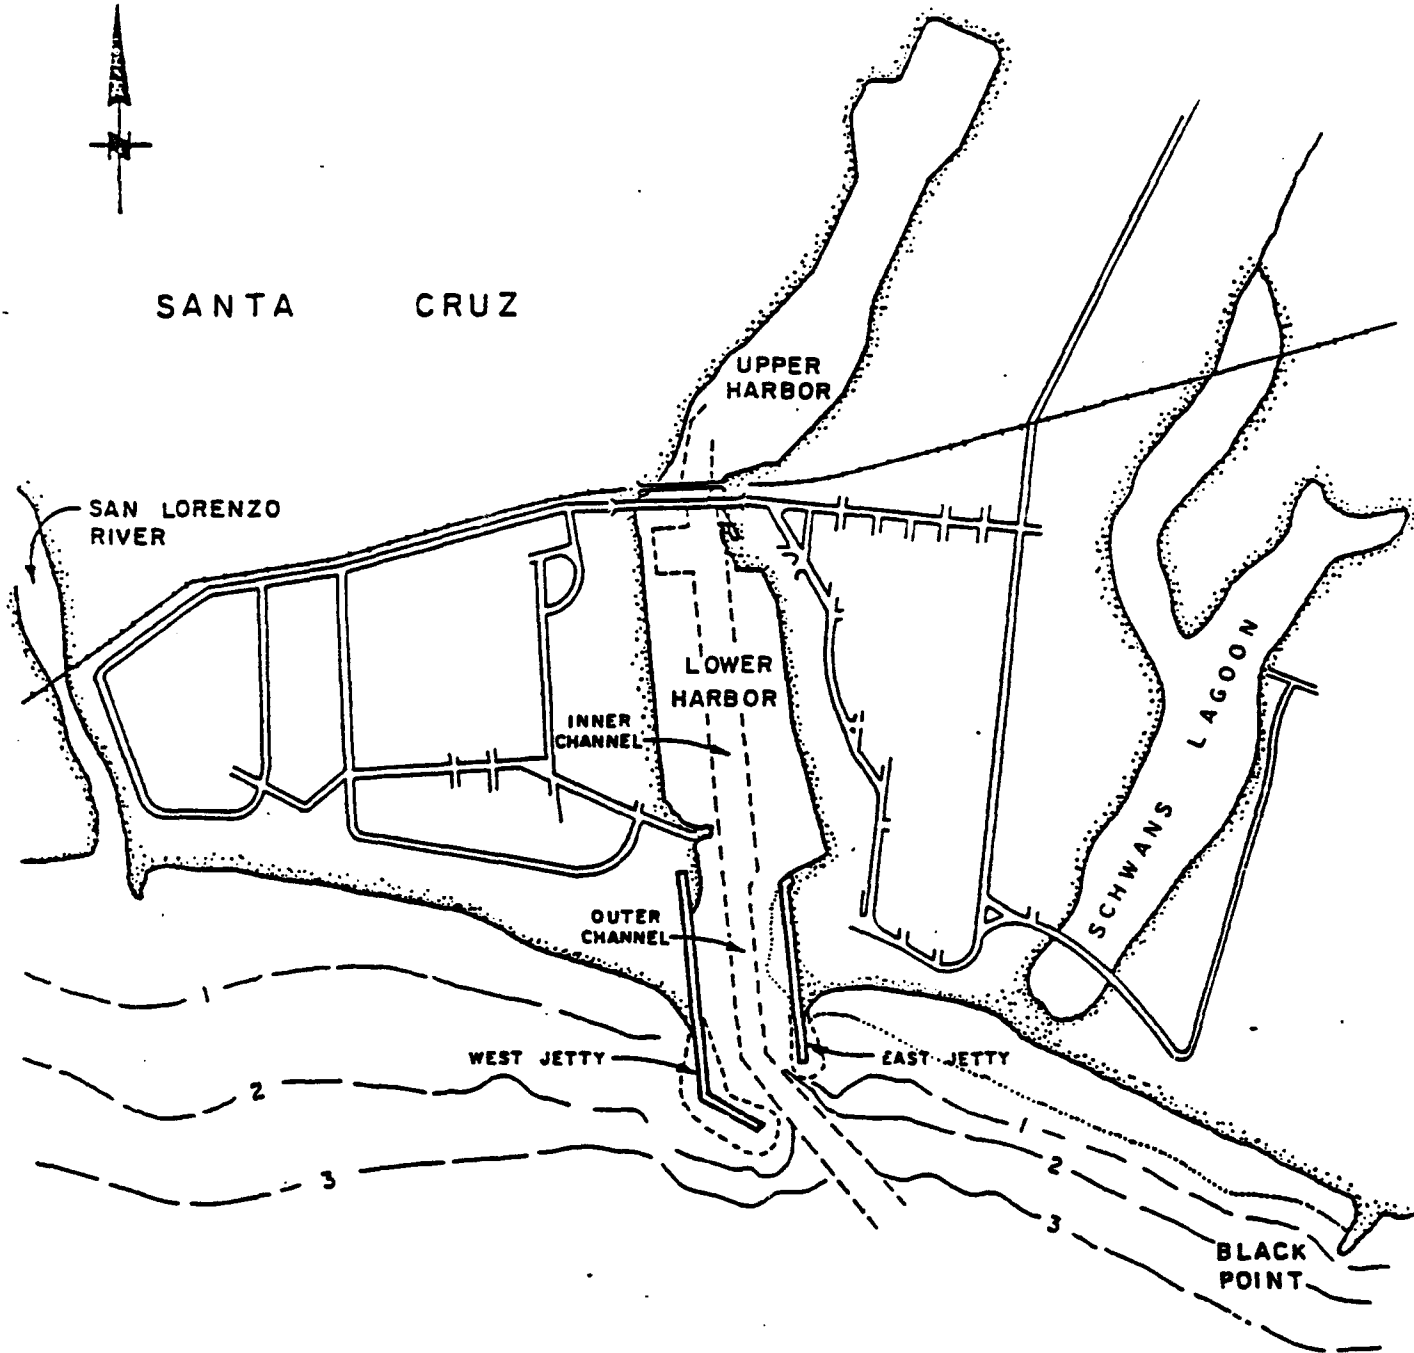 N
SANTA CRUZ
UPPER
HARBOR
SAN LORENZO
RIVER
LOWER
HARBOR
INNER
CHANNEL
SCHWANS LAGOON
OUTER
CHANNEL
1
WEST JETTY
EAST JETTY
2
1
2
3
3
BLACK
POINT